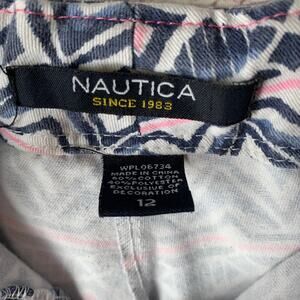 NAUTICA
SINCE 1983
WPL06734
MADE IN CHINA
60% COTTON
40% POLYESTER
EXCLUSIVE OF
DECORATION
12